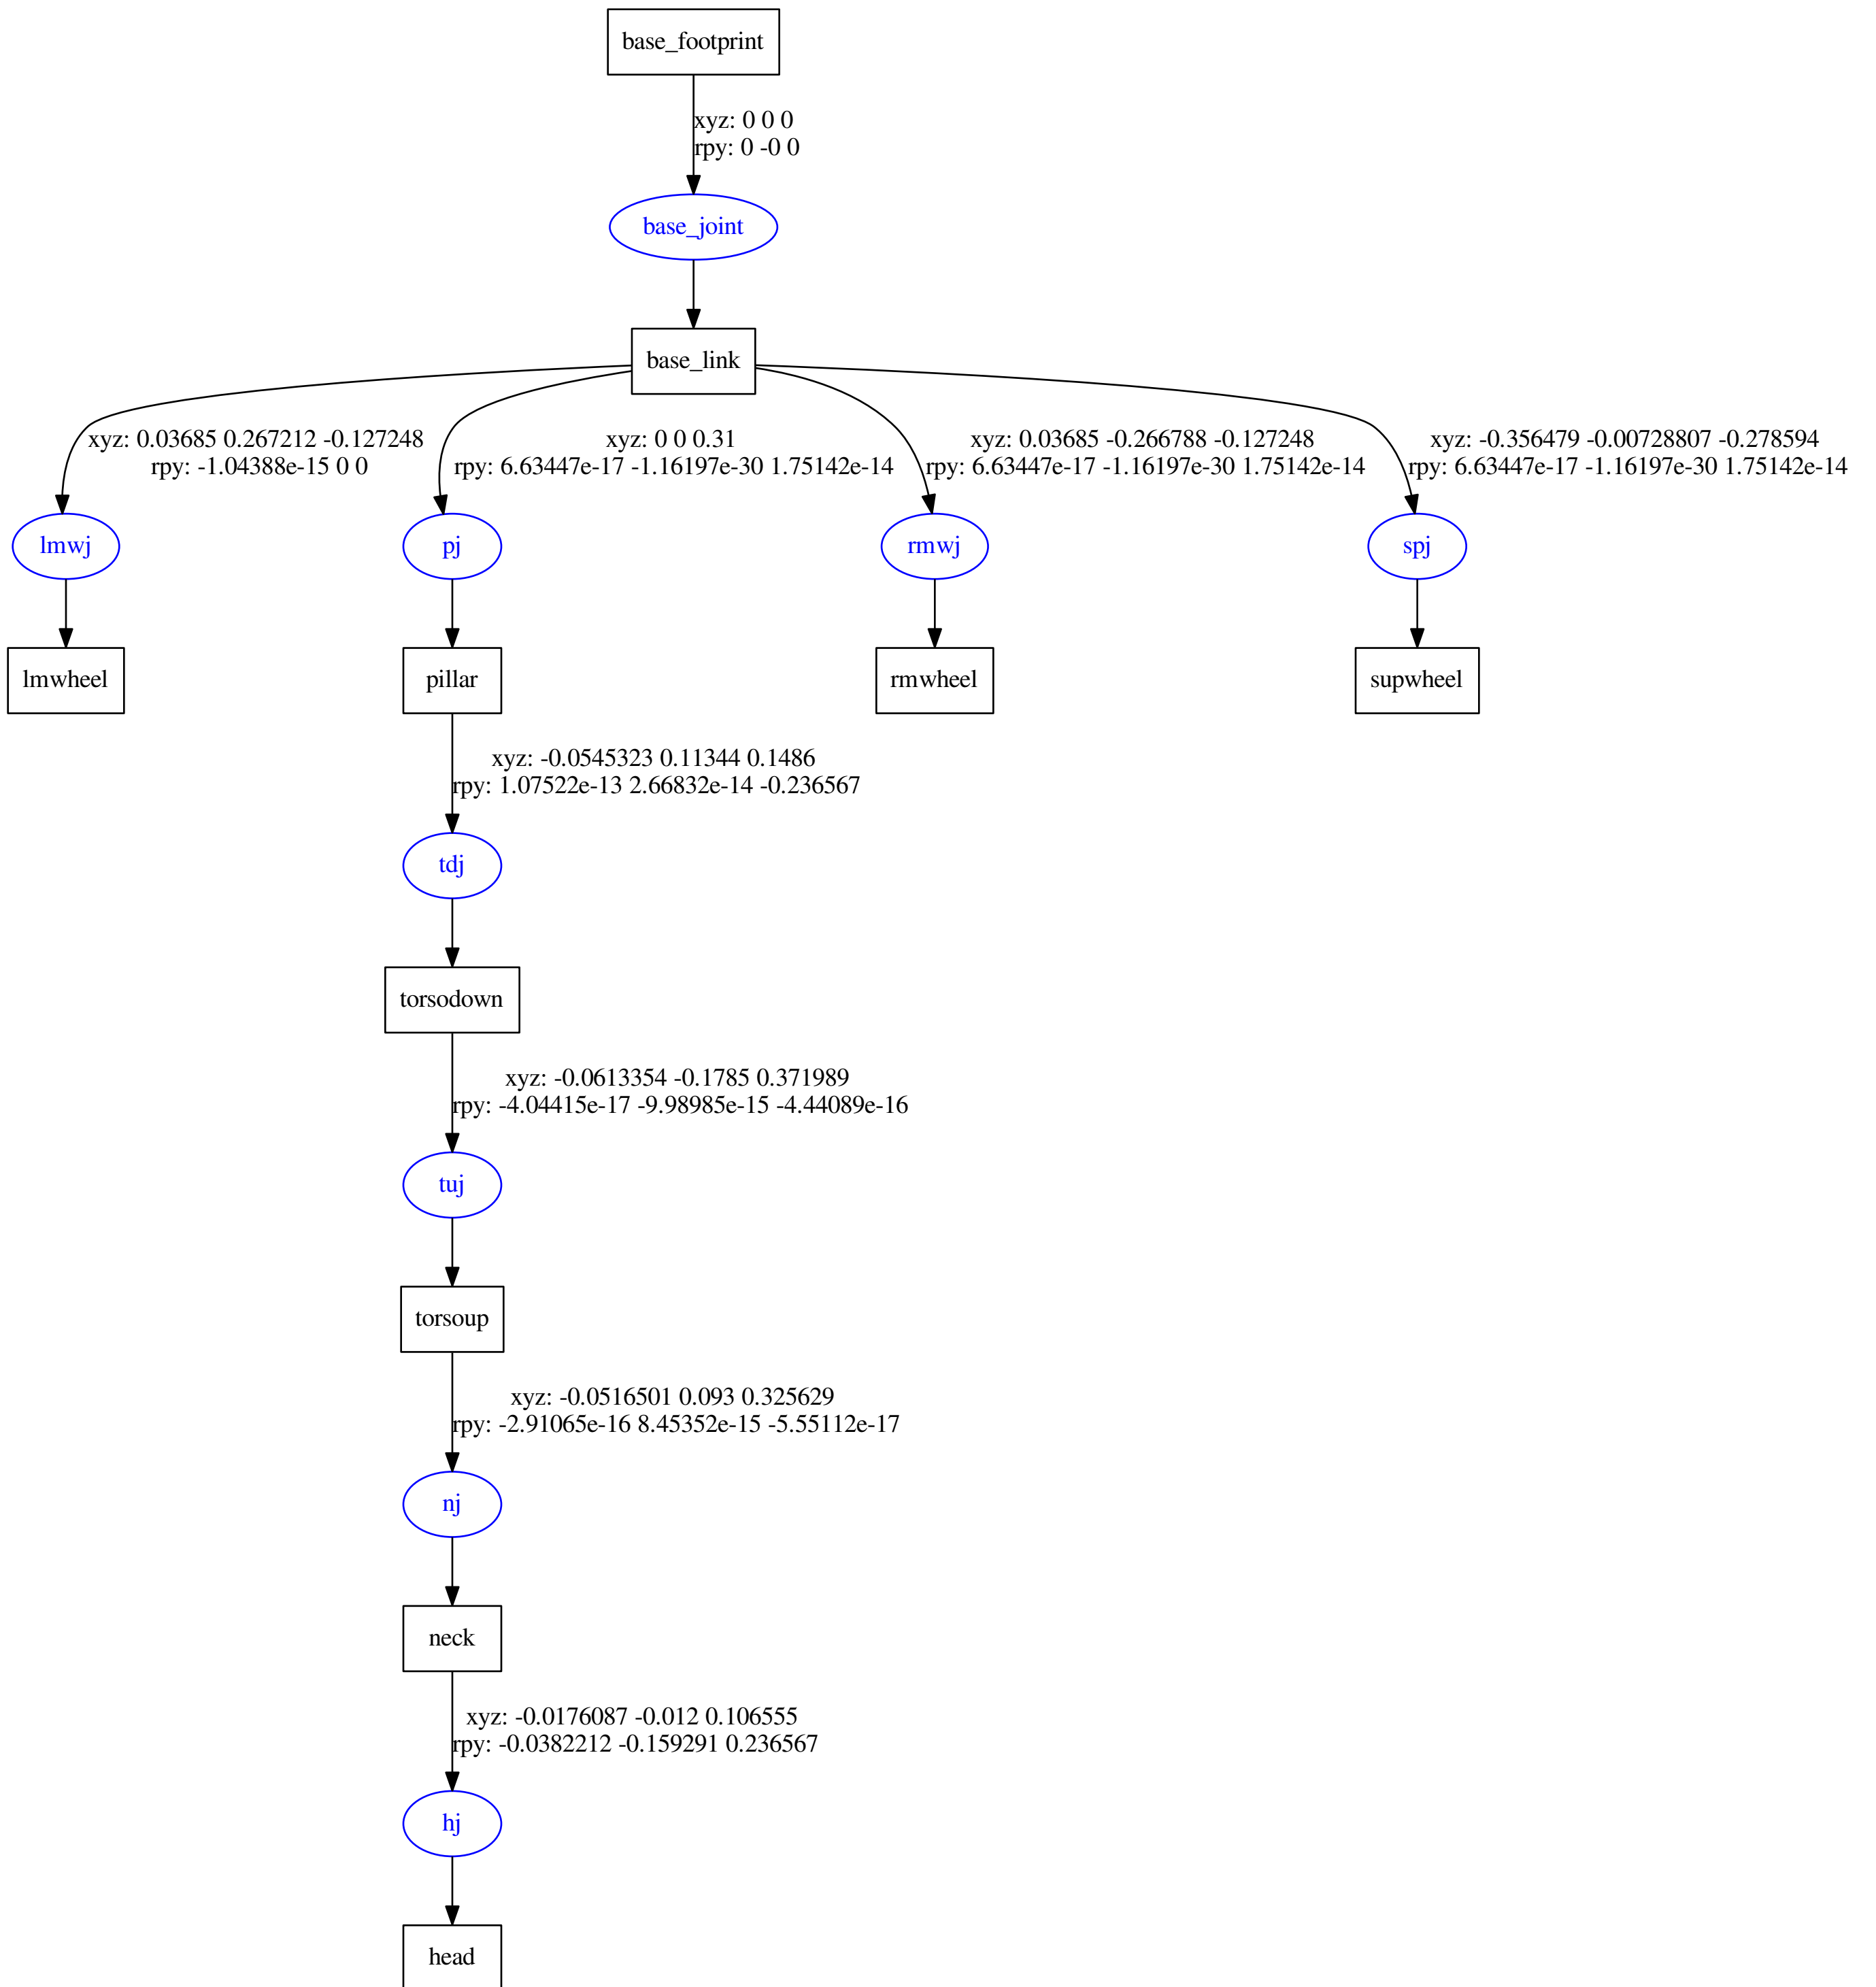 base_footprint
xyz: 0 0 0
rpy: 0 -0 0
base_joint
base_link
xyz: 0.03685 0.267212 -0.127248
rpy: -1.04388e-15 0 0
xyz: 0 0 0.31
rpy: 6.63447e-17 -1.16197e-30 1.75142e-14
xyz: 0.03685 -0.266788 -0.127248
rpy: 6.63447e-17 -1.16197e-30 1.75142e-14
xyz: -0.356479 -0.00728807 -0.278594
rpy: 6.63447e-17 -1.16197e-30 1.75142e-14
lmwj
pj
rmwj
spj
lmwheel
pillar
rmwheel
supwheel
xyz: -0.0545323 0.11344 0.1486
rpy: 1.07522e-13 2.66832e-14 -0.236567
tdj
torsodown
xyz: -0.0613354 -0.1785 0.371989
rpy: -4.04415e-17 -9.98985e-15 -4.44089e-16
tuj
torsoup
xyz: -0.0516501 0.093 0.325629
rpy: -2.91065e-16 8.45352e-15 -5.55112e-17
nj
neck
xyz: -0.0176087 -0.012 0.106555
rpy: -0.0382212 -0.159291 0.236567
hj
head